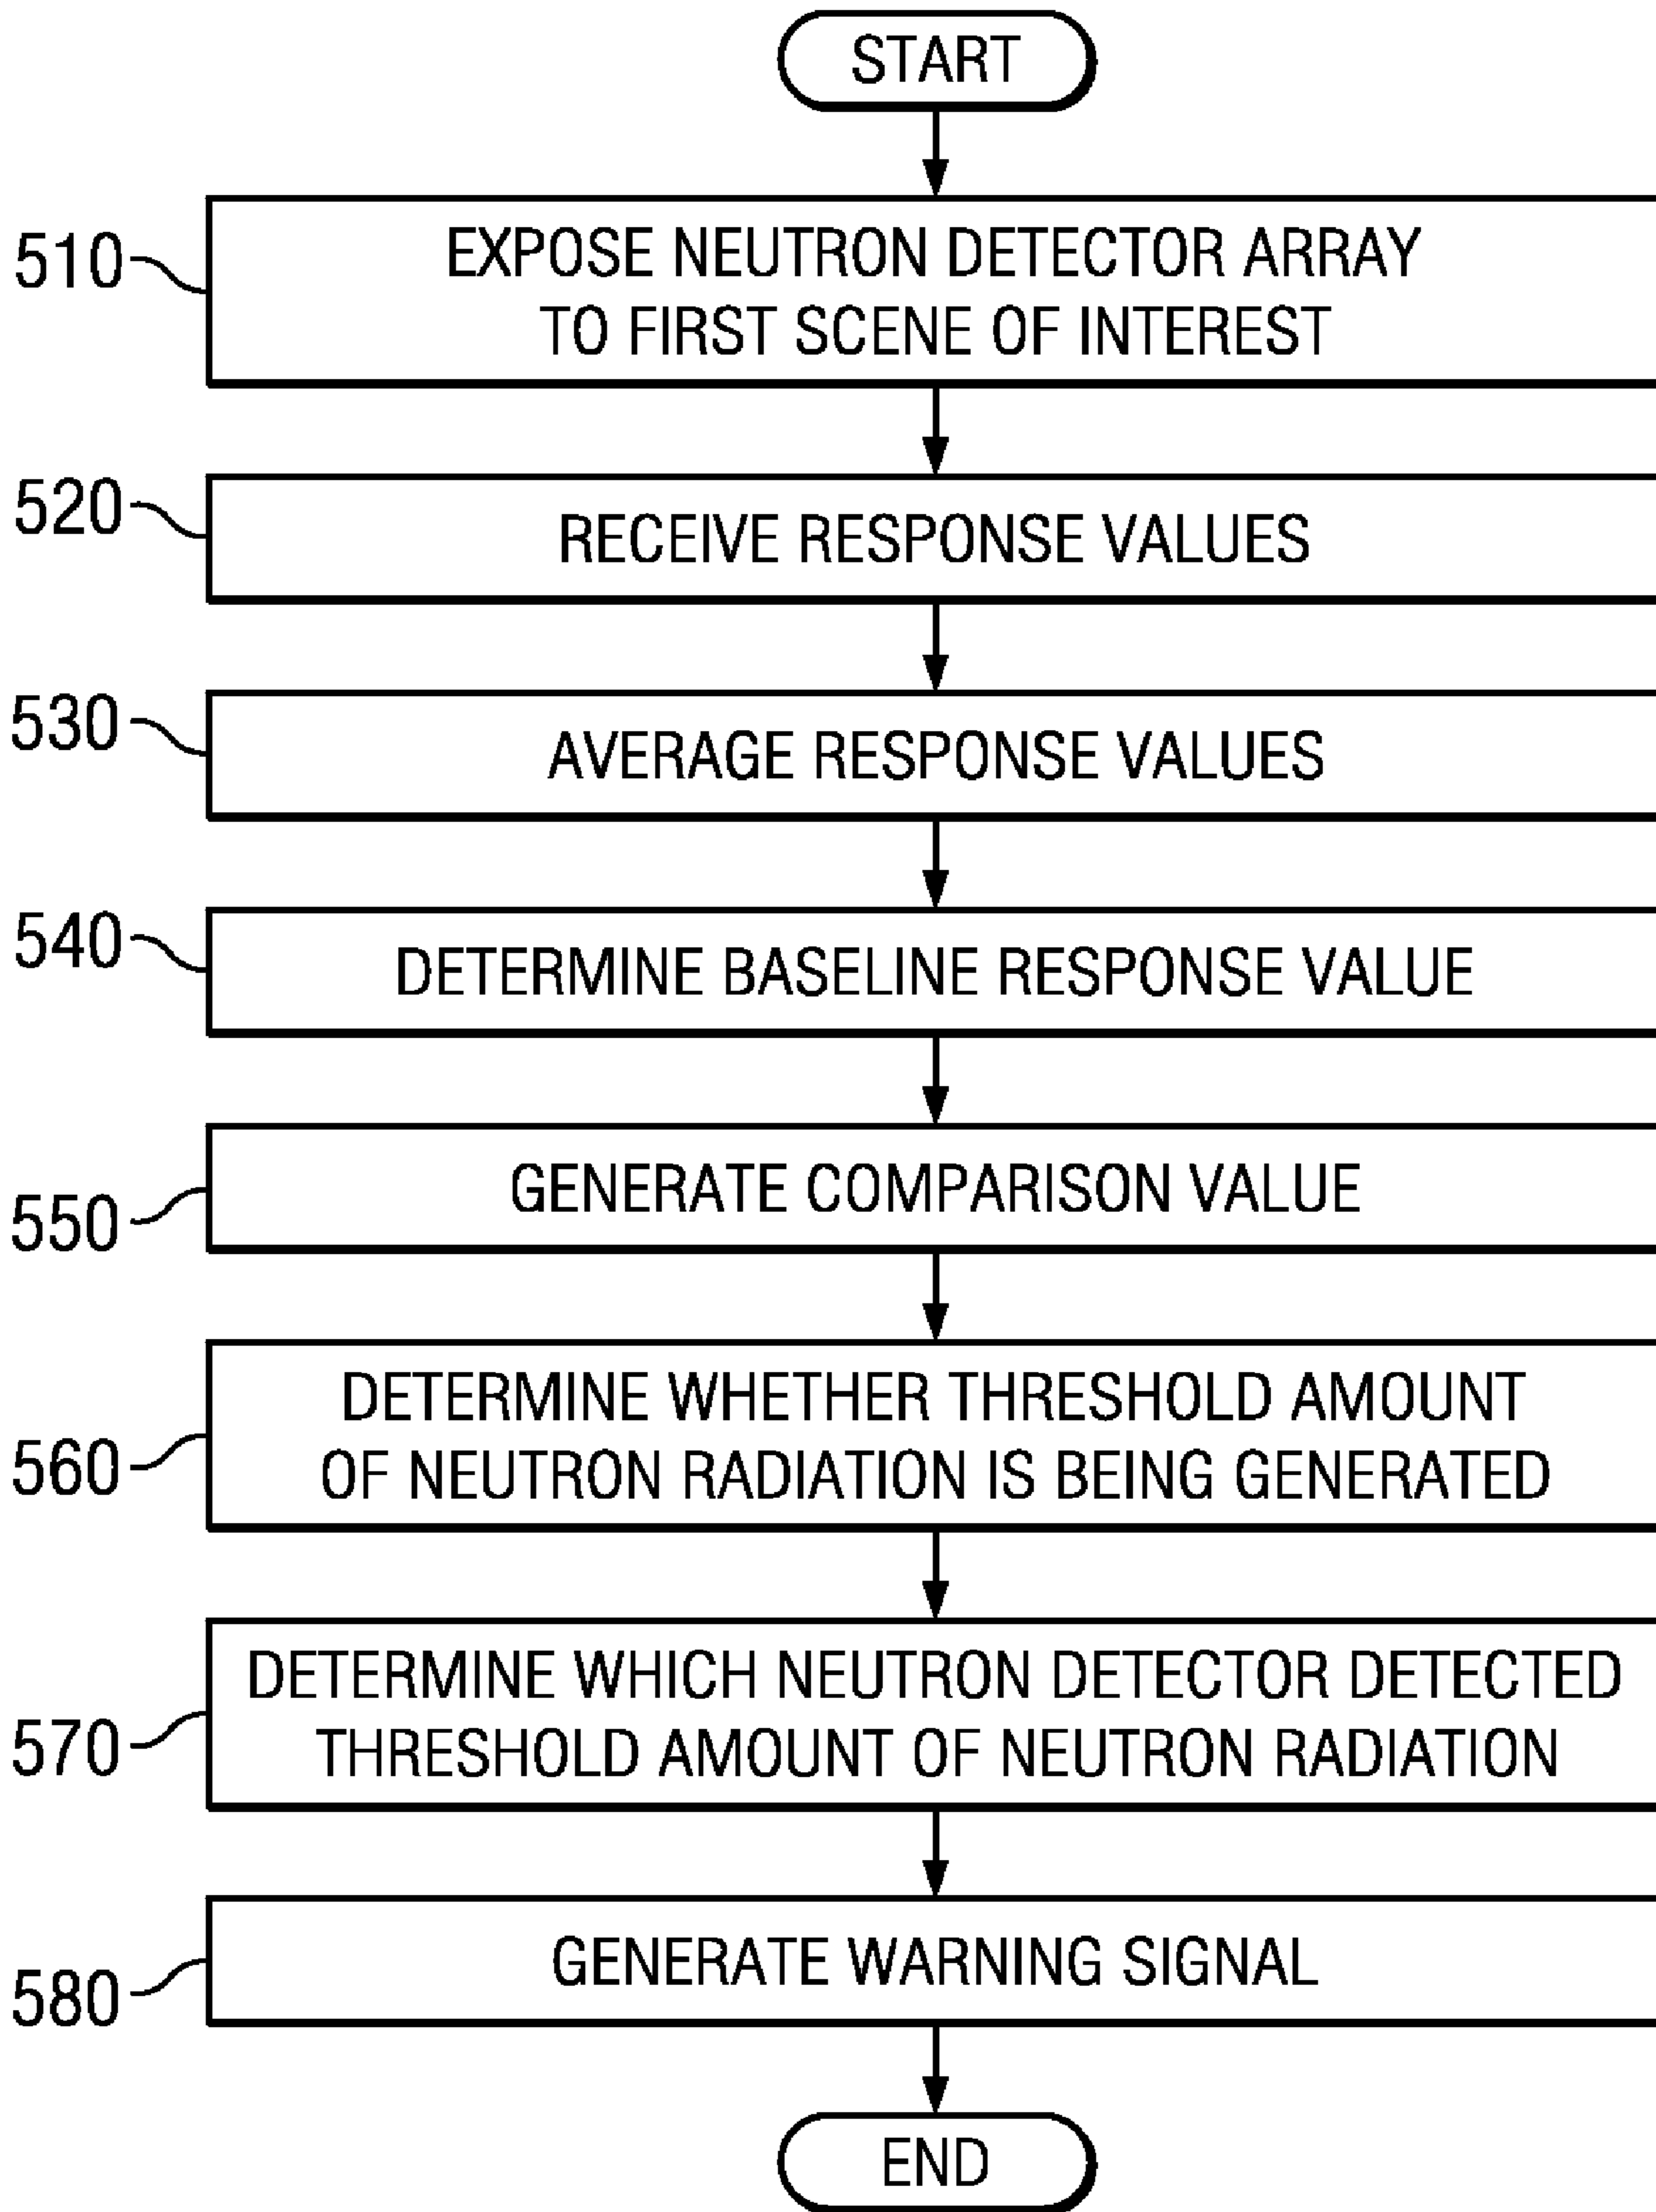 START
510
EXPOSE NEUTRON DETECTOR ARRAY
TO FIRST SCENE OF INTEREST
520
RECEIVE RESPONSE VALUES
530
AVERAGE RESPONSE VALUES
540
DETERMINE BASELINE RESPONSE VALUE
550
GENERATE COMPARISON VALUE
560
DETERMINE WHETHER THRESHOLD AMOUNT
OF NEUTRON RADIATION IS BEING GENERATED
570
DETERMINE WHICH NEUTRON DETECTOR DETECTED
THRESHOLD AMOUNT OF NEUTRON RADIATION
580
GENERATE WARNING SIGNAL
END